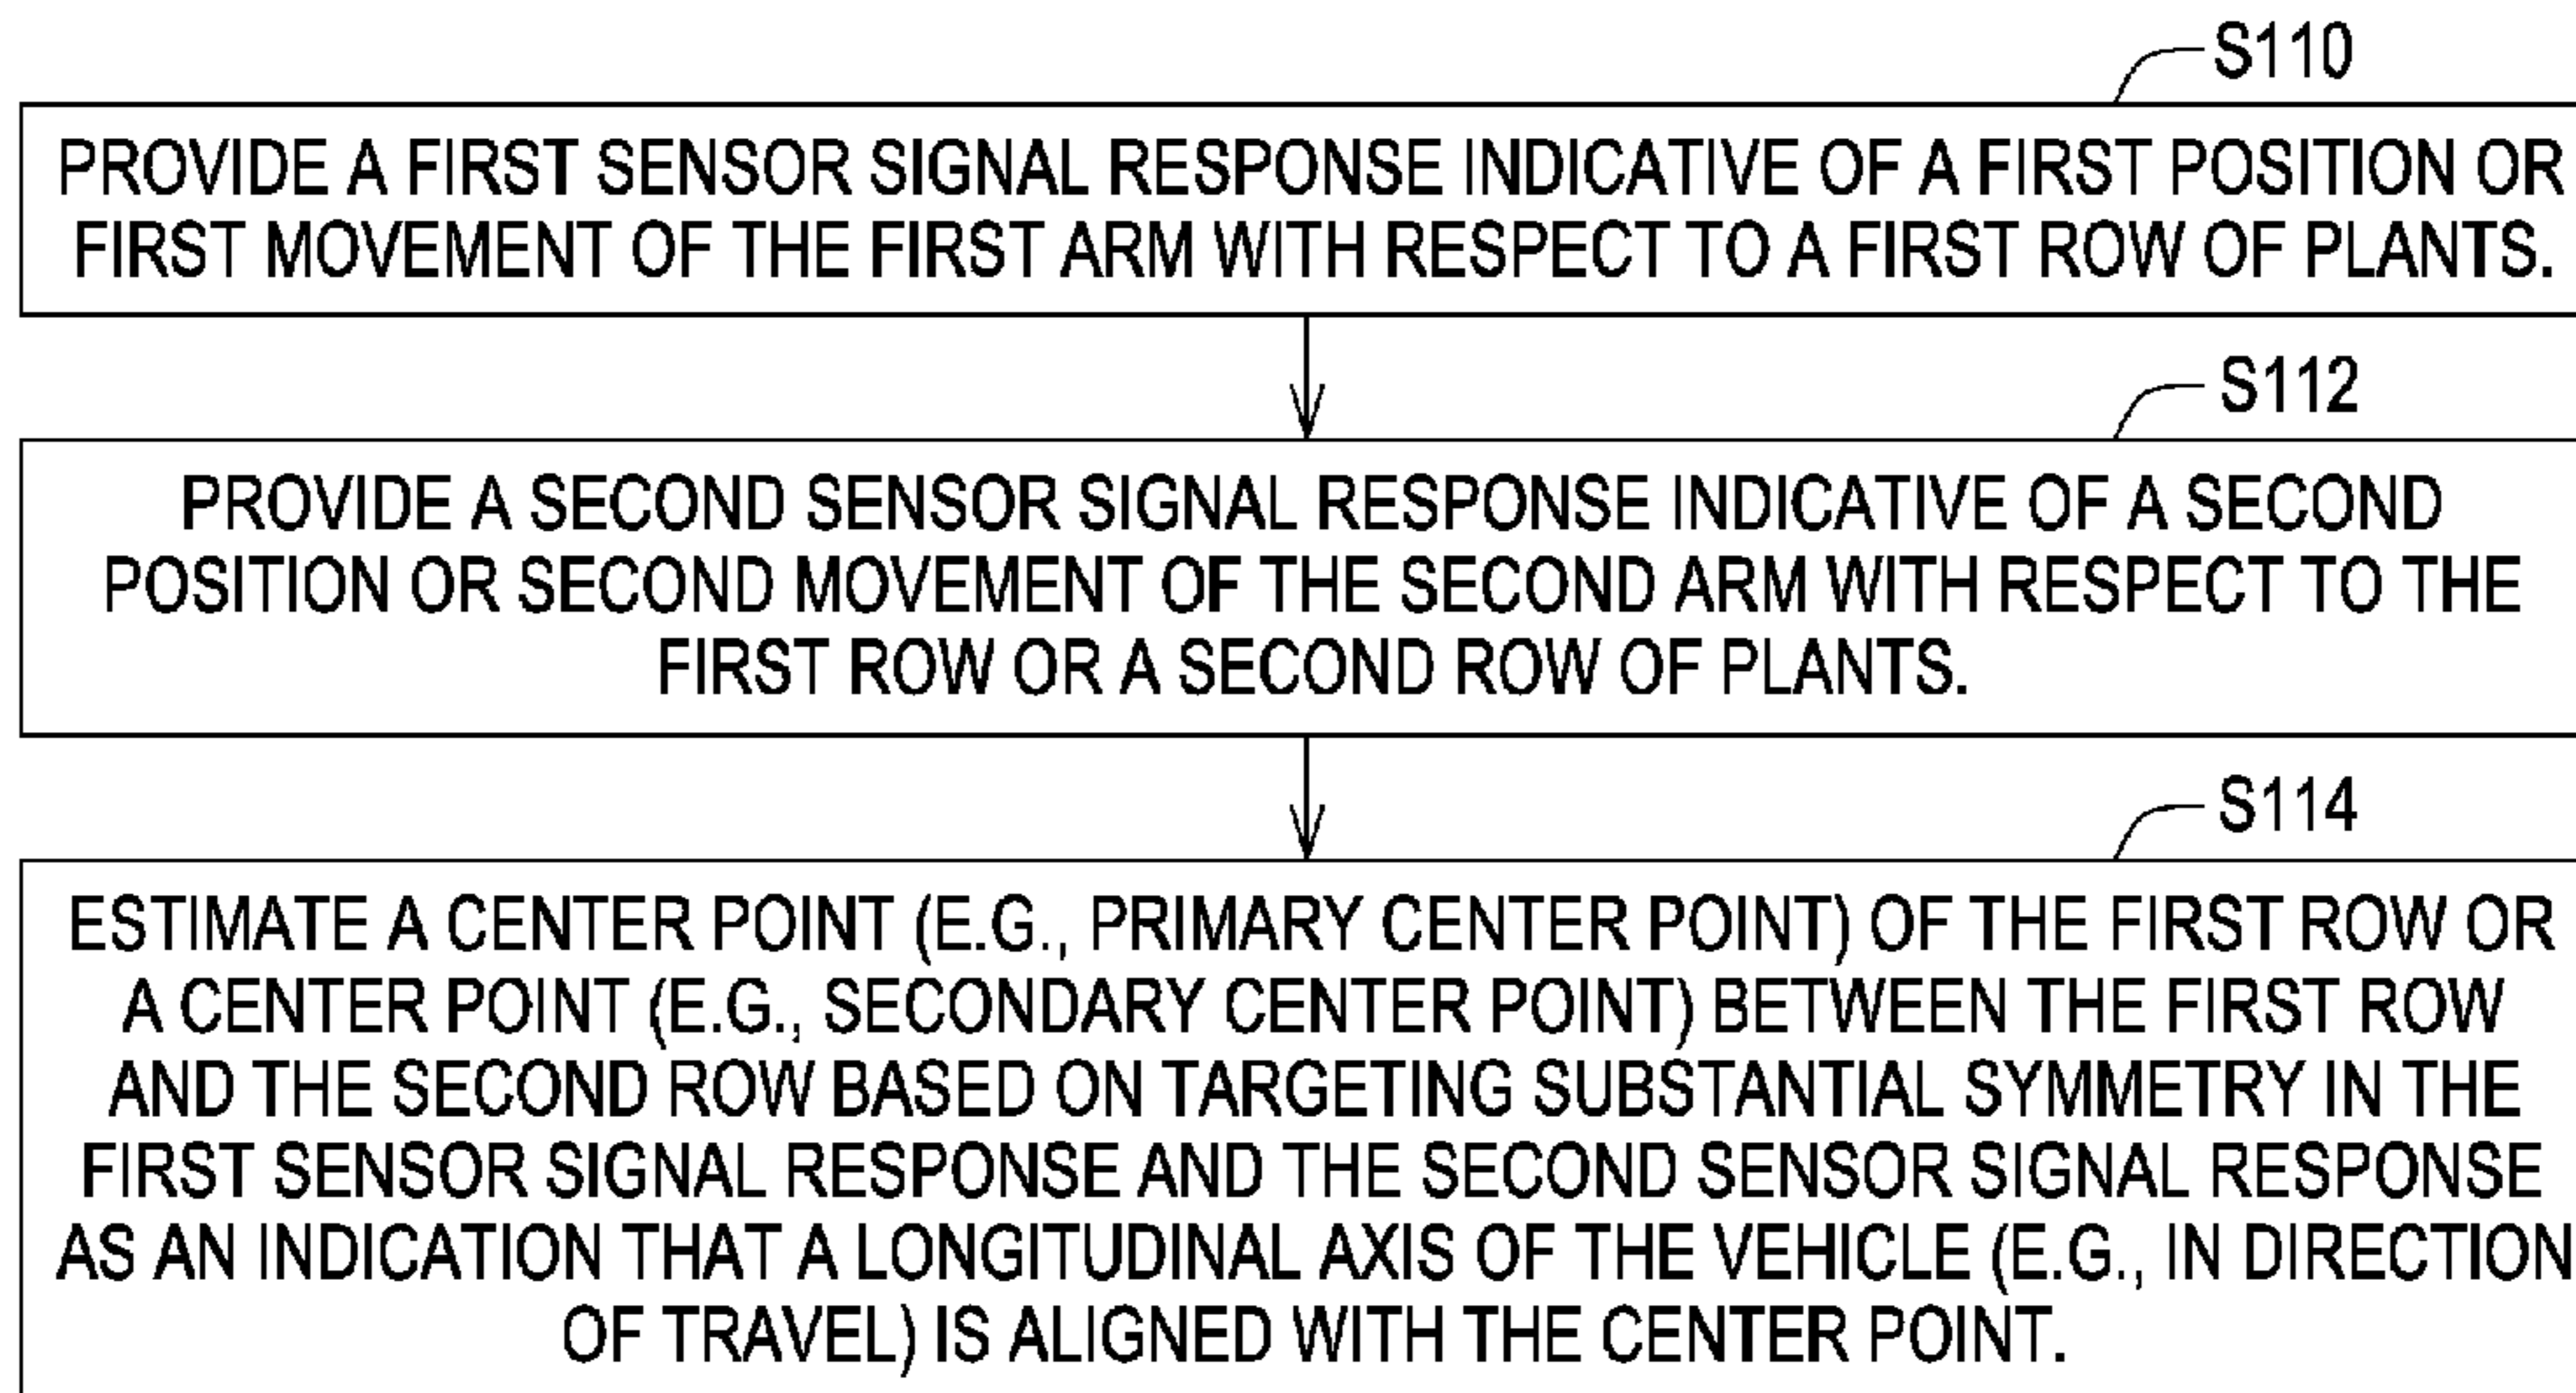 S110
PROVIDE A FIRST SENSOR SIGNAL RESPONSE INDICATIVE OF A FIRST POSITION OR
FIRST MOVEMENT OF THE FIRST ARM WITH RESPECT TO A FIRST ROW OF PLANTS.
S112
PROVIDE A SECOND SENSOR SIGNAL RESPONSE INDICATIVE OF A SECOND
POSITION OR SECOND MOVEMENT OF THE SECOND ARM WITH RESPECT TO THE
FIRST ROW OR A SECOND ROW OF PLANTS.
S114
ESTIMATE A CENTER POINT (E.G., PRIMARY CENTER POINT) OF THE FIRST ROW OR
A CENTER POINT (E.G., SECONDARY CENTER POINT) BETWEEN THE FIRST ROW
AND THE SECOND ROW BASED ON TARGETING SUBSTANTIAL SYMMETRY IN THE
FIRST SENSOR SIGNAL RESPONSE AND THE SECOND SENSOR SIGNAL RESPONSE
AS AN INDICATION THAT A LONGITUDINAL AXIS OF THE VEHICLE (E.G., IN DIRECTION
OF TRAVEL) IS ALIGNED WITH THE CENTER POINT.